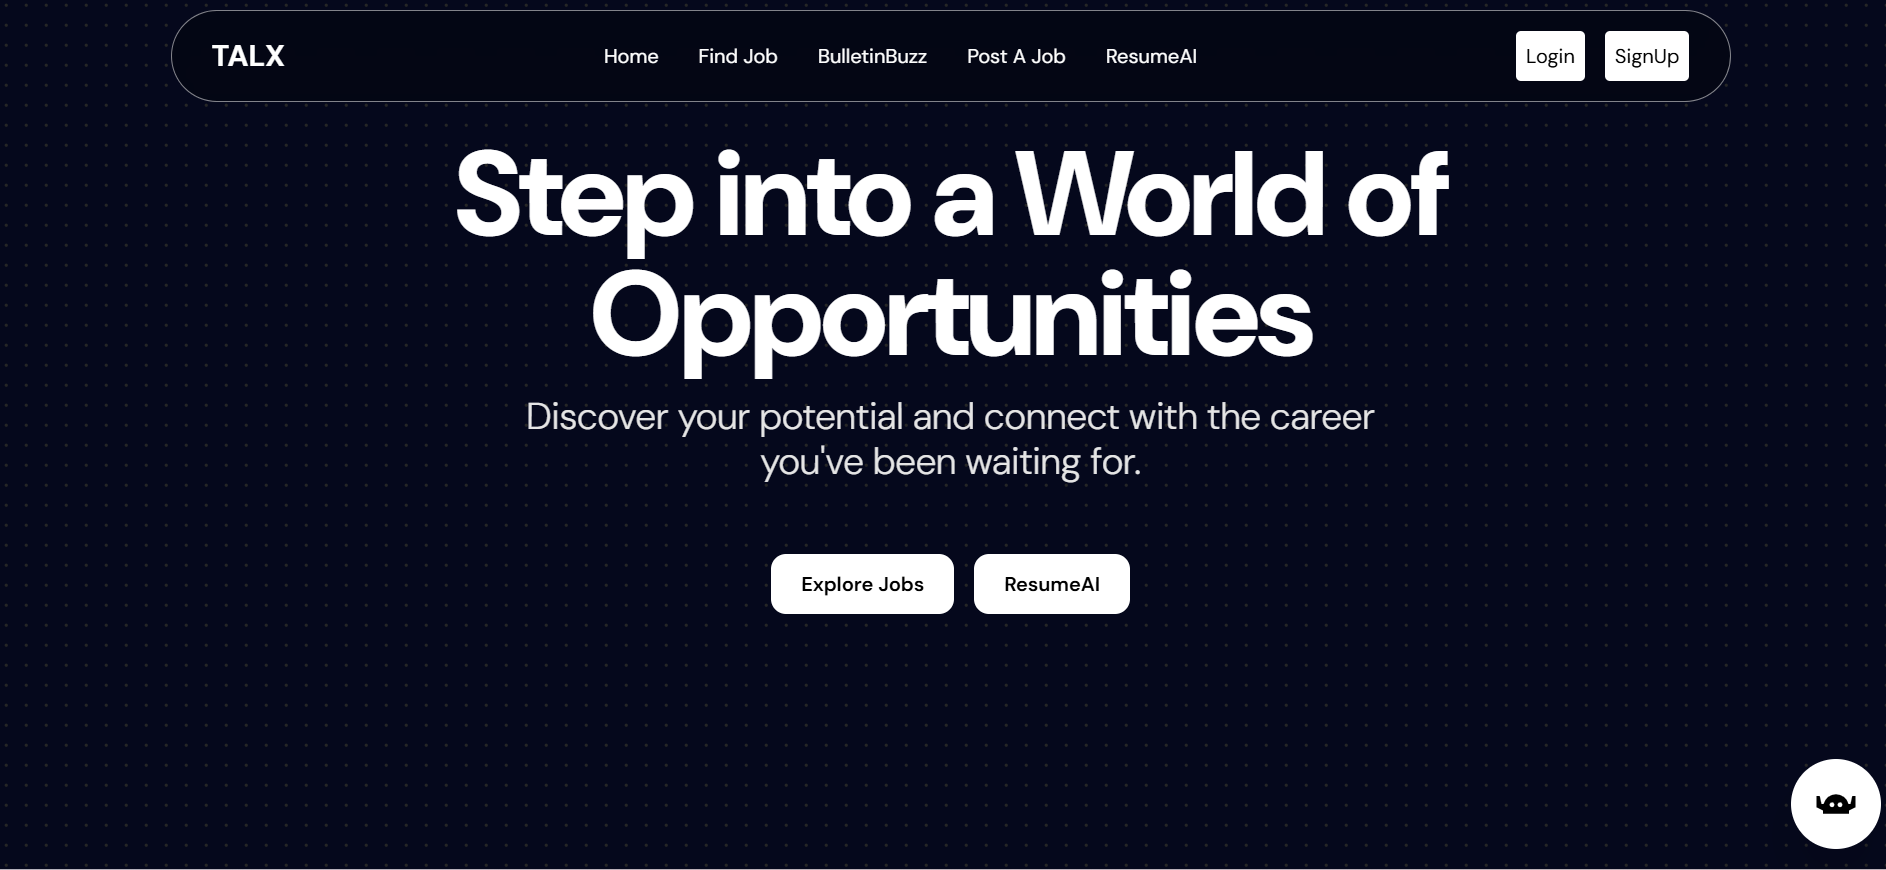 TALX
Home Find Job BulletinBuzz Post A Job ResumeAI
Login SignUp
Step into a World of
Opportunities
Discover your potential and connect with the career
you've been waiting for.
Explore Jobs ResumeAI